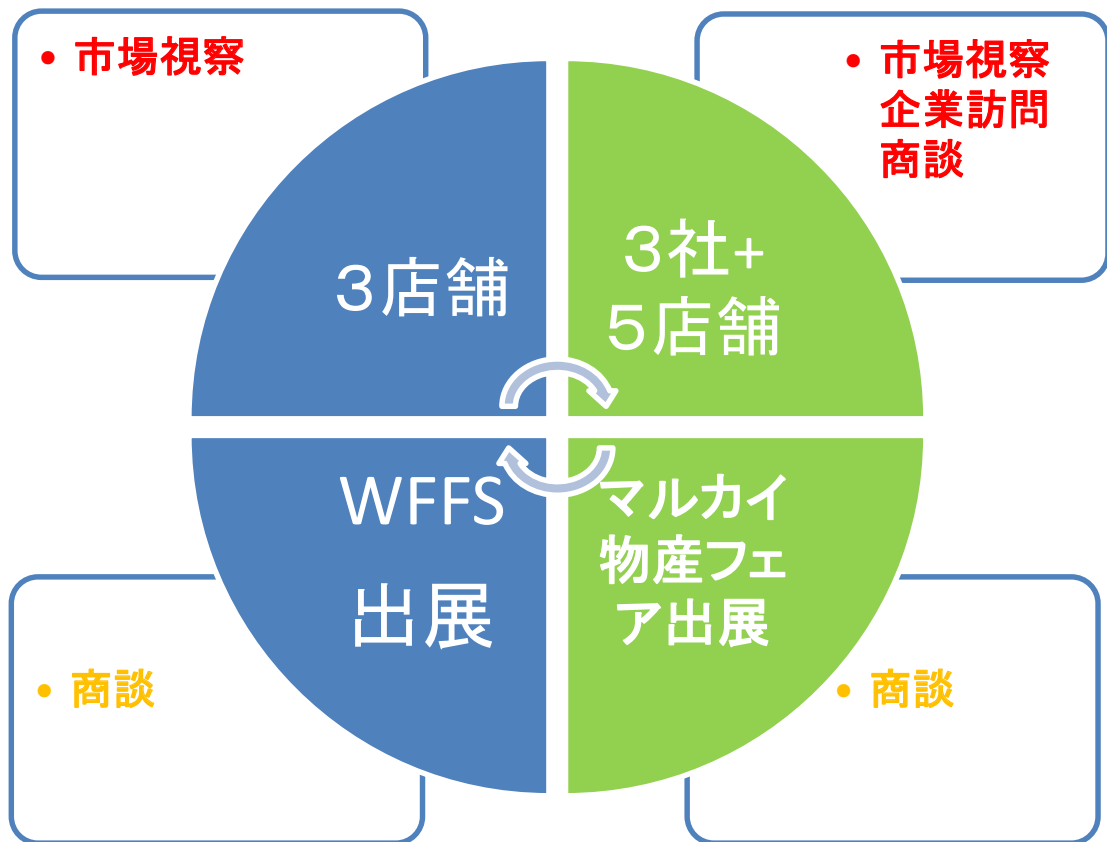 • 市場視察
３店舗
• 市場視察
企業訪問
商談
３社+
５店舗
WFFS
出展
• 商談
マルカイ
物産フェ
ア出展
• 商談